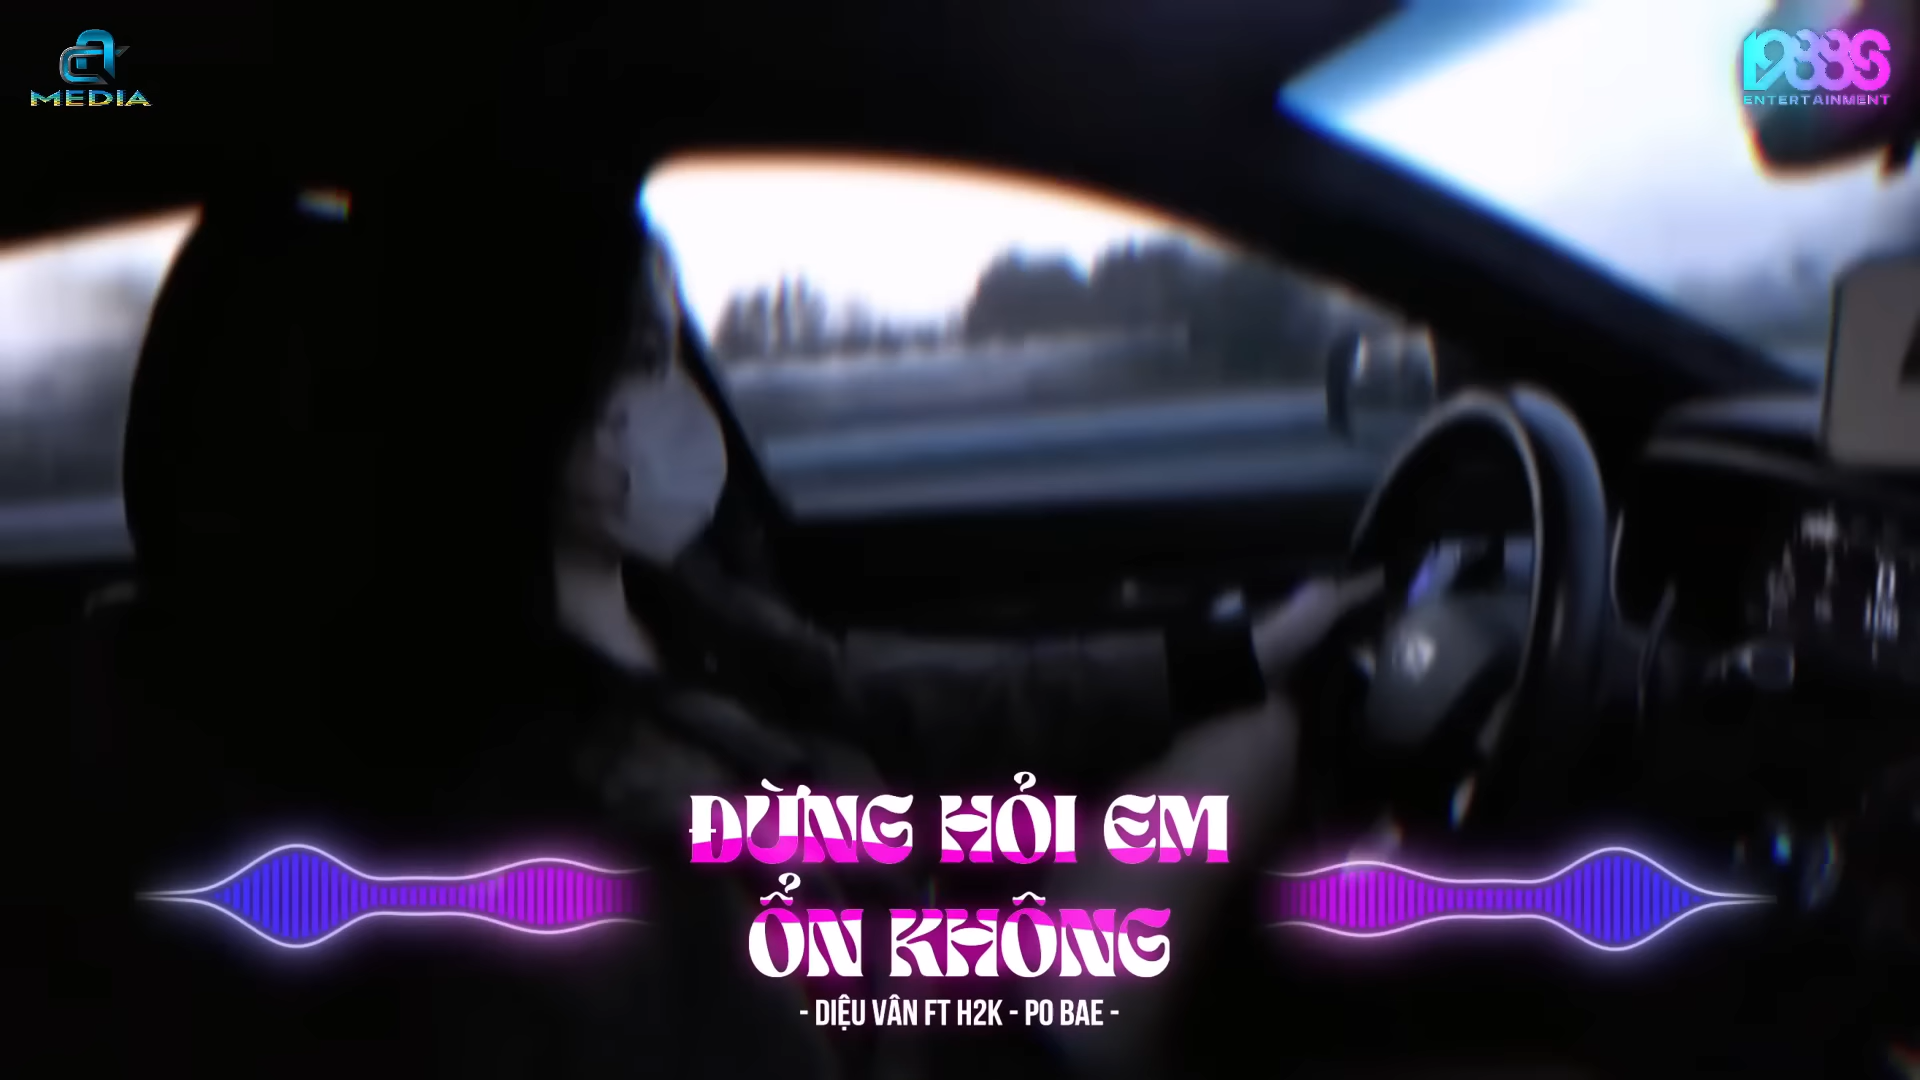 MEDIA
1988S
ENTERTAINMENT
ĐỪNG HỎI EM
ỔN KHÔNG
- DIỆU VÂN FT H2K - PO BAE -